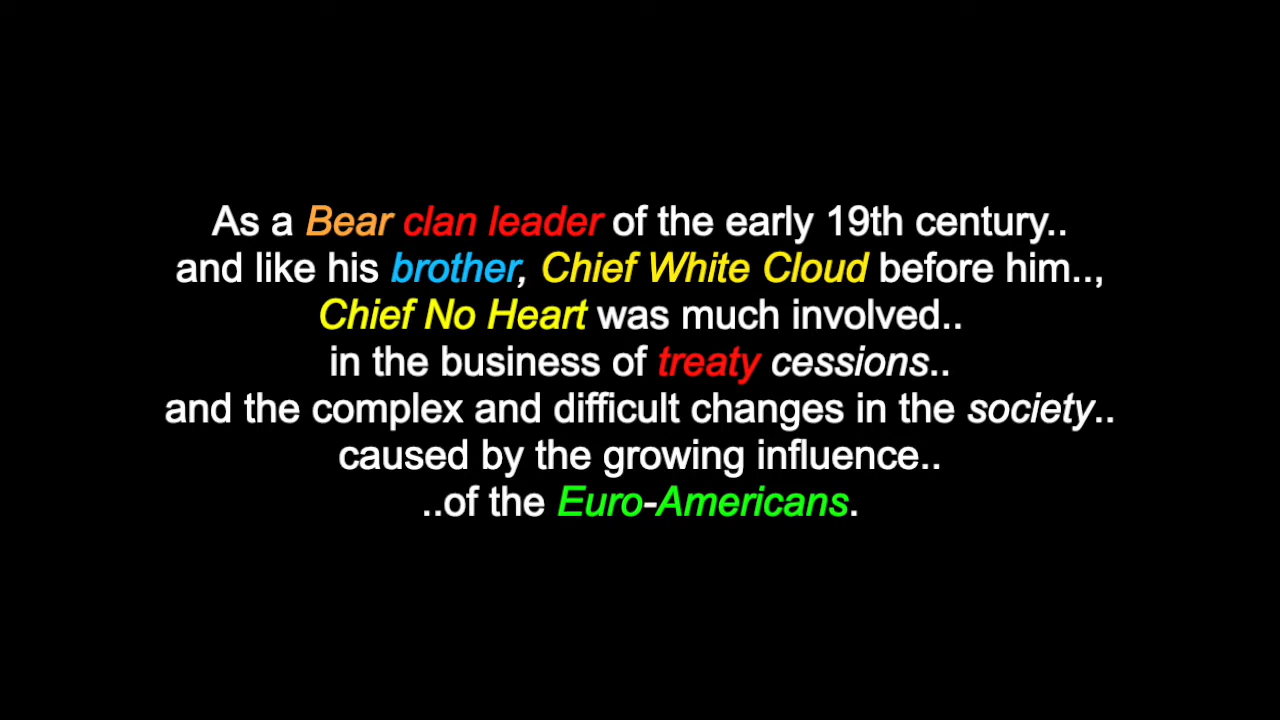 As a Bear clan leader of the early 19th century..
and like his brother, Chief White Cloud before him..,
Chief No Heart was much involved..
in the business of treaty cessions..
and the complex and difficult changes in the society..
caused by the growing influence..
..of the Euro-Americans.